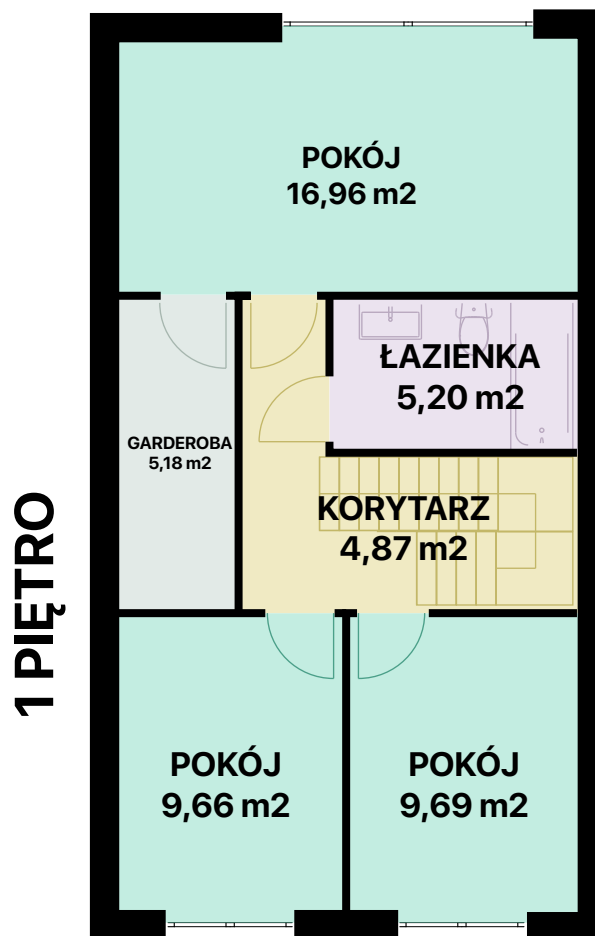 1 PIĘTRO
POKÓJ
16,96 m2
ŁAZIENKA
5,20 m2
GARDEROBA
5,18 m2
KORYTARZ
4,87 m2
POKÓJ
9,66 m2
POKÓJ
9,69 m2